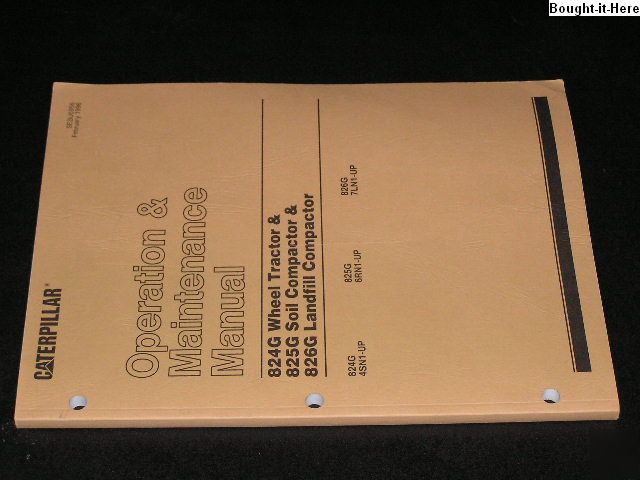 Bought-it-Here
CATERPILLAR®
February 1996
Operation &
Maintenance
Manual
824G Wheel Tractor &
825G Soil Compactor &
826G Landfill Compactor
824G
4SN1-UP
825G
6RN1-UP
826G
7LN1-UP